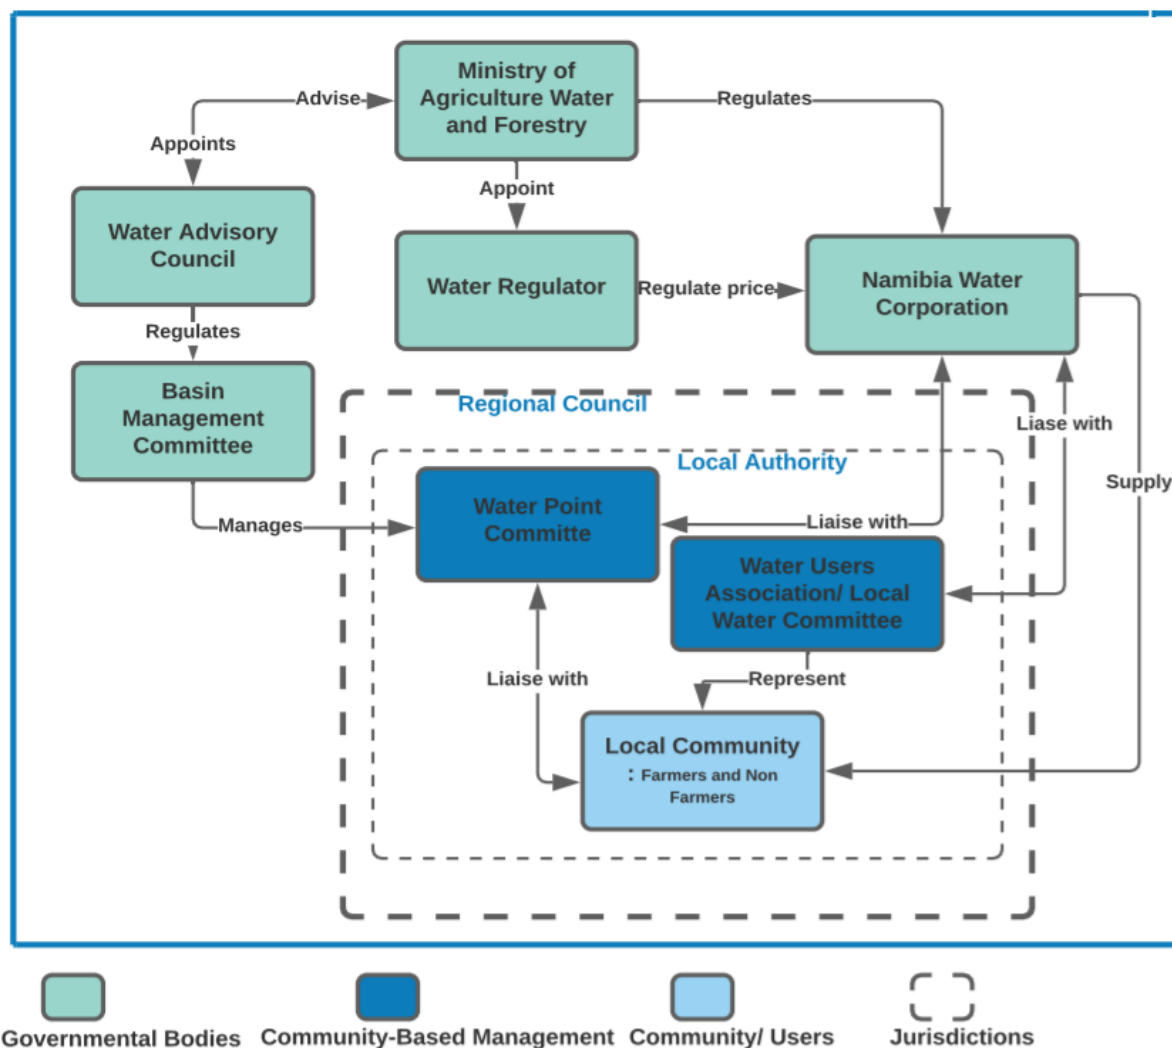 Ministry of
Agriculture Water
and Forestry
Advise
Regulates
Appoints
Appoint
Water Advisory
Council
Water Regulator
Regulate price
Namibia Water
Corporation
Regulates
Basin
Management
Committee
Regional Council
Liase with
Local Authority
Supply
Water Point
Committe
Manages
Liaise with
Water Users
Association/ Local
Water Committee
Liaise with
Represent
Local Community
: Farmers and Non
Farmers
Governmental Bodies
Community-Based Management
Community/ Users
Jurisdictions